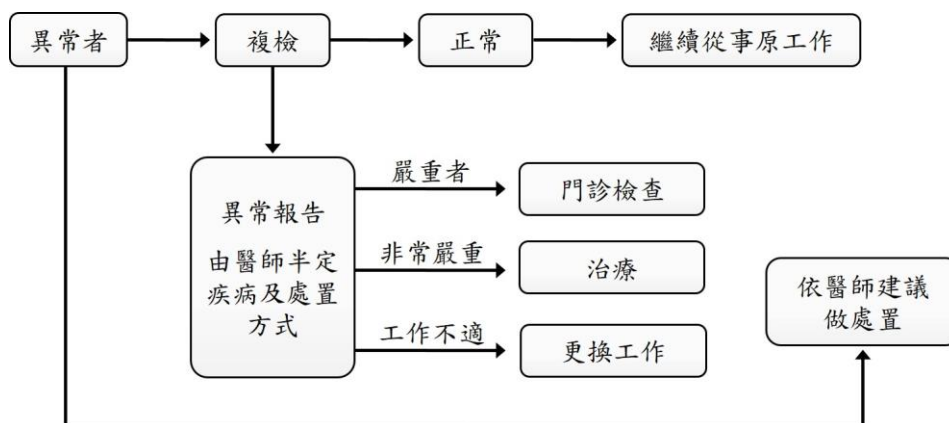 異常者
複檢
正常
繼續從事原工作
異常報告
由醫師半定
疾病及處置
方式
嚴重者
門診檢查
非常嚴重
治療
工作不適
更換工作
依醫師建議
做處置